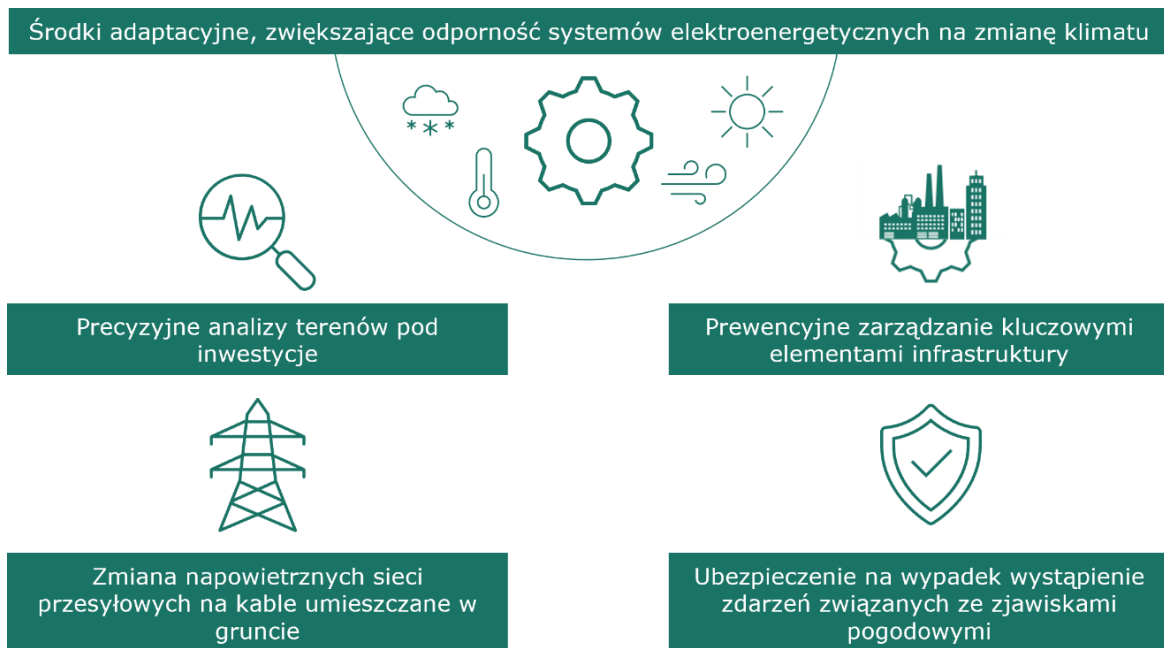 Środki adaptacyjne, zwiększające odporność systemów elektroenergetycznych na zmianę klimatu
Precyzyjne analizy terenów pod
inwestycje
Prewencyjne zarządzanie kluczowymi
elementami infrastruktury
Zmiana napowietrznych sieci
przesyłowych na kable umieszczane w
gruncie
Ubezpieczenie na wypadek wystąpienie
zdarzeń związanych ze zjawiskami
pogodowymi